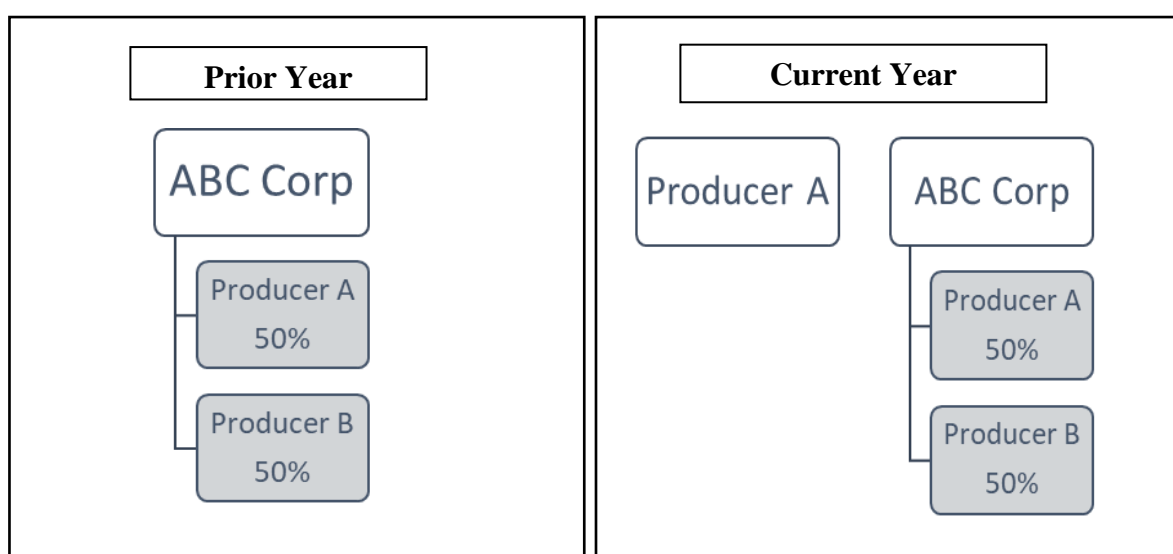 Prior Year
ABC Corp
Producer A
50%
Producer B
50%
Current Year
Producer A
ABC Corp
Producer A
50%
Producer B
50%